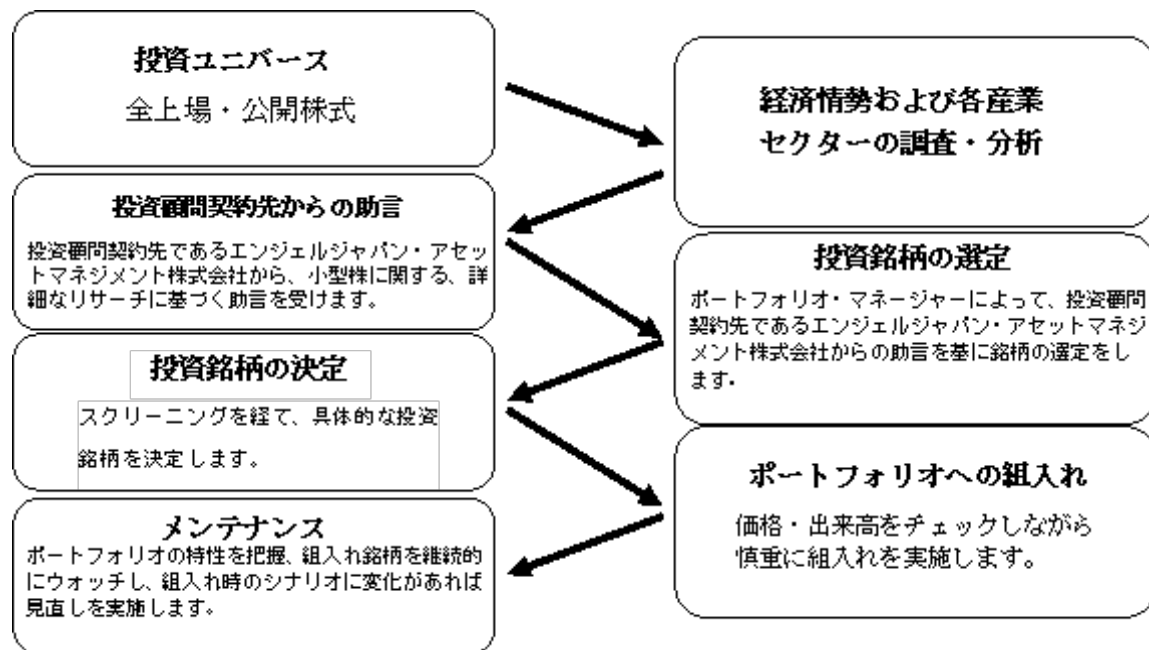 投資ユニバース
全上場・公開株式
経済情勢および各産業
セクターの調査・分析
投資顧問契約先からの助言
投資顧問契約先であるエンジェルジャパン・アセッ
トマネジメント株式会社から、小型株に関する、詳
細なリサーチに基づく助言を受けます。
投資銘柄の選定
ポートフォリオ・マネージャーによって、投資顧問
契約先であるエンジェルジャパン・アセットマネジ
メント株式会社からの助言を基に銘柄の選定をし
ます。
投資銘柄の決定
スクリーニングを経て、具体的な投資
銘柄を決定します。
ポートフォリオへの組入れ
価格・出来高をチェックしながら
慎重に組入れを実施します。
メンテナンス
ポートフォリオの特性を把握、組入れ銘柄を継続的
にウォッチし、組入れ時のシナリオに変化があれば
見直しを実施します。